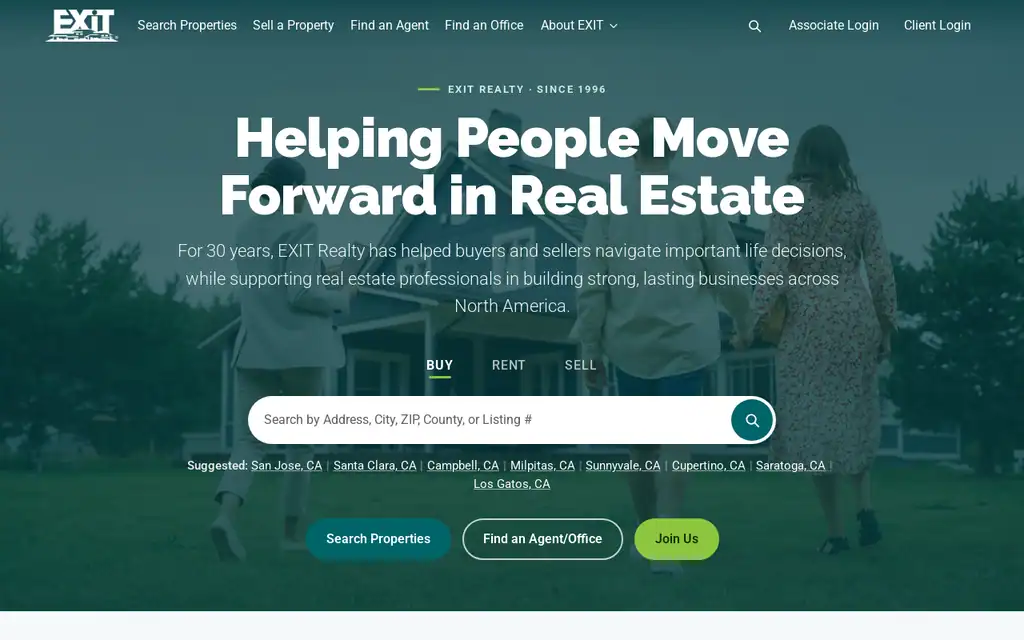 EXIT
Search Properties
Sell a Property
Find an Agent
Find an Office
About EXIT
Associate Login
Client Login
EXIT REALTY · SINCE 1996
Helping People Move
Forward in Real Estate
For 30 years, EXIT Realty has helped buyers and sellers navigate important life decisions,
while supporting real estate professionals in building strong, lasting businesses across
North America.
BUY
RENT
SELL
Search by Address, City, ZIP, County, or Listing #
Suggested: San Jose, CA | Santa Clara, CA | Campbell, CA | Milpitas, CA | Sunnyvale, CA | Cupertino, CA | Saratoga, CA |
Los Gatos, CA
Search Properties
Find an Agent/Office
Join Us